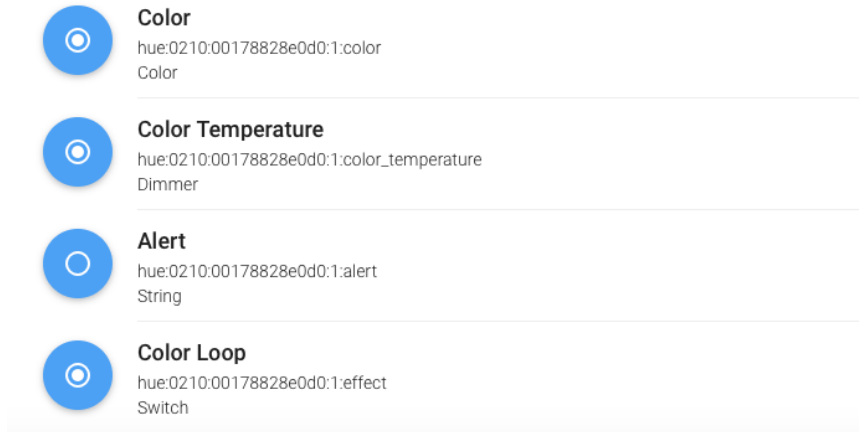 Color
hue:0210:00178828e0d0:1:color
Color
Color Temperature
hue:0210:00178828e0d0:1:color_temperature
Dimmer
Alert
hue:0210:00178828e0d0:1:alert
String
Color Loop
hue:0210:00178828e0d0:1:effect
Switch